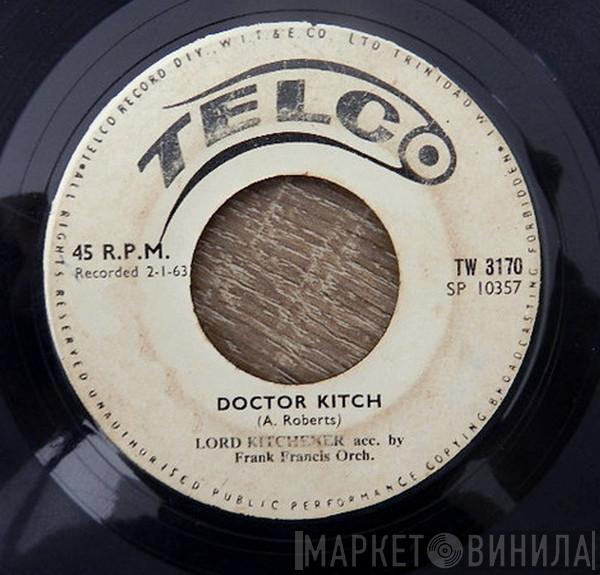 •TELCO RECORD DIV., W.I.T.& E. CO. LTD TRINIDAD W.I.•
TELCO
45 R.P.M.
Recorded 2-1-63
TW 3170
SP 10357
DOCTOR KITCH
(A. Roberts)
LORD KITCHENER acc. by
Frank Francis Orch.
ALL RIGHTS RESERVED UNAUTHORISED PUBLIC PERFORMANCE COPYING BROADCASTING FORBIDDEN
МАРКЕТ ВИНИЛА